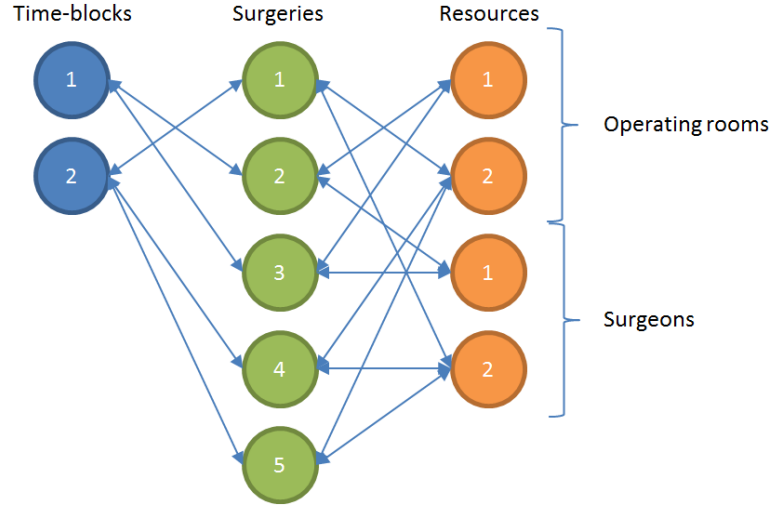 Time-blocks Surgeries Resources
1 1 1
Operating rooms
2 2 2
3 1
Surgeons
4 2
5